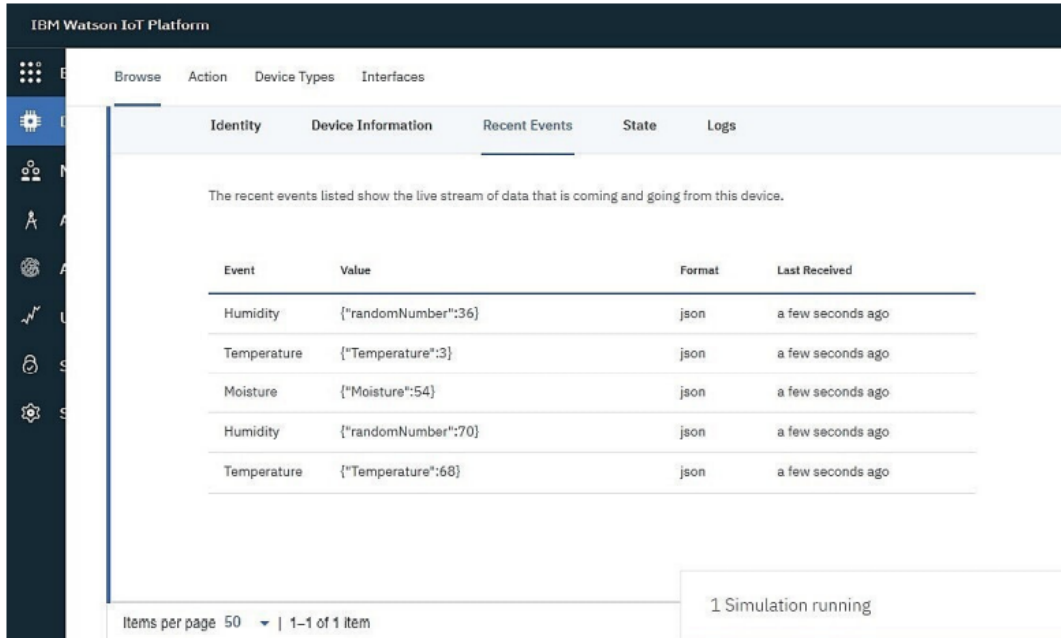 IBM Watson IoT Platform
Browse Action Device Types Interfaces
Identity Device Information Recent Events State Logs
The recent events listed show the live stream of data that is coming and going from this device.
Event Value Format Last Received
Humidity {"randomNumber":36} json a few seconds ago
Temperature {"Temperature":3} json a few seconds ago
Moisture {"Moisture":54} json a few seconds ago
Humidity {"randomNumber":70} json a few seconds ago
Temperature {"Temperature":68} json a few seconds ago
1 Simulation running
Items per page 50 | 1–1 of 1 item